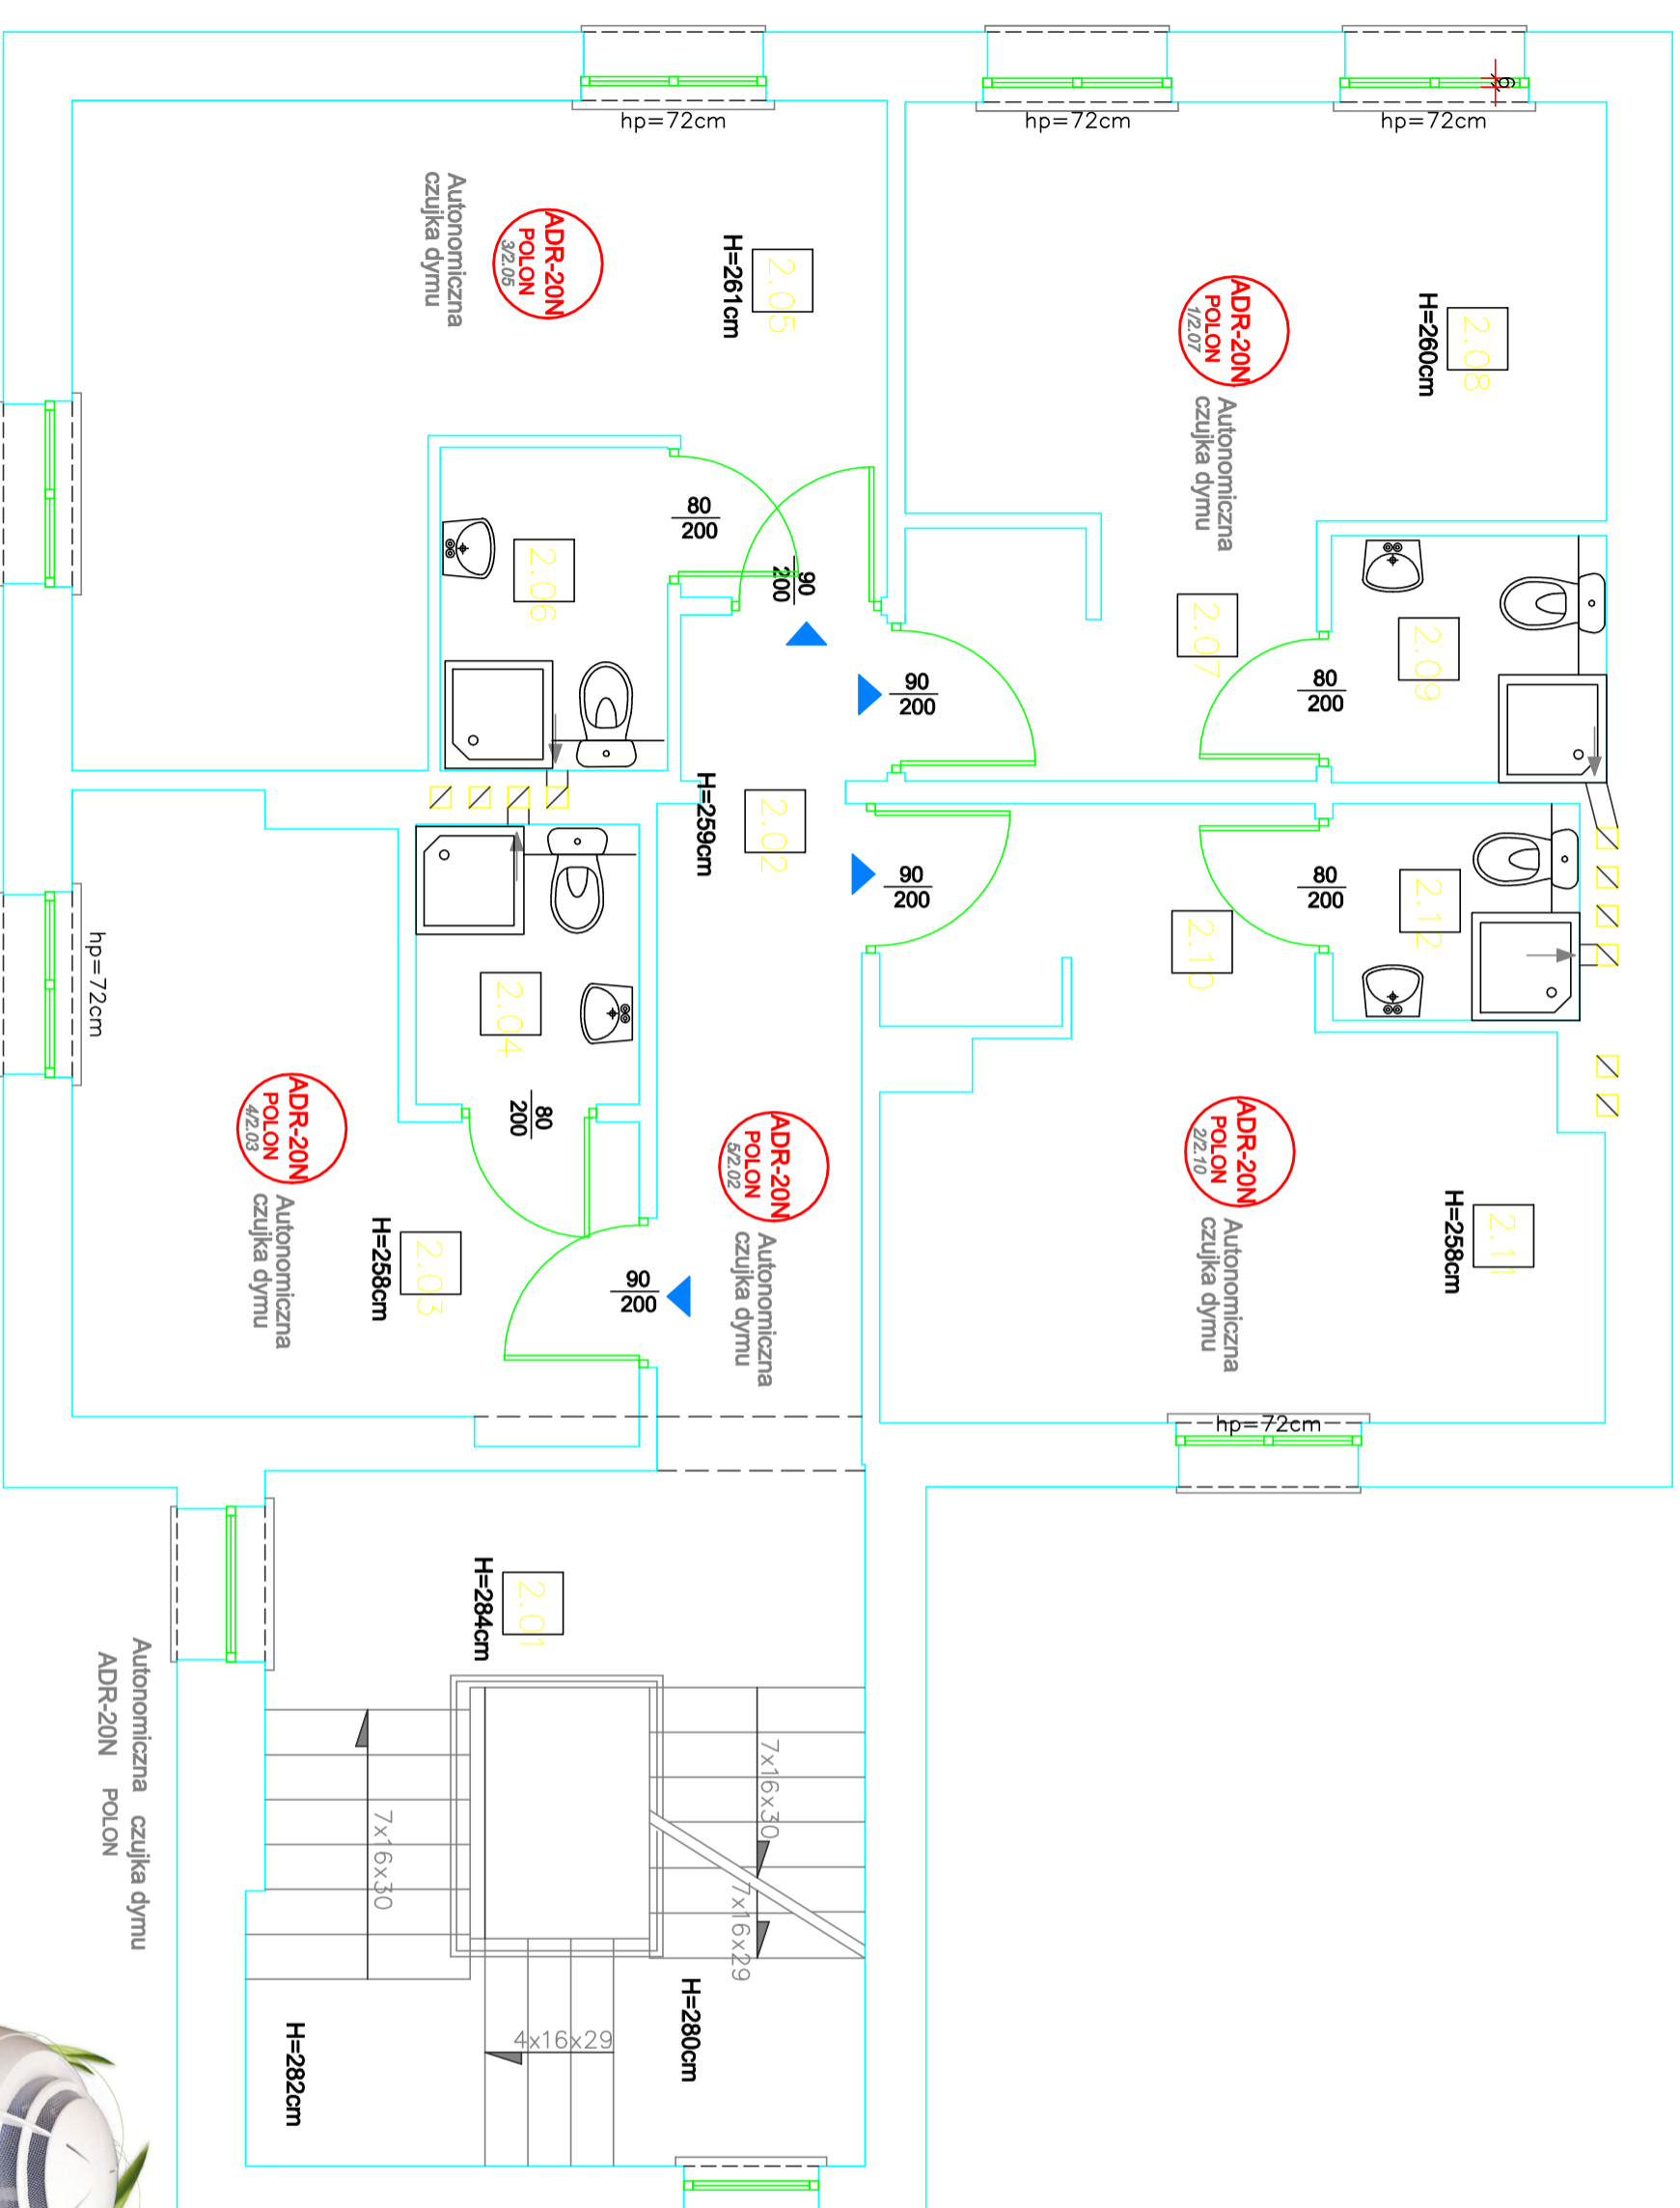 hp=72cm
hp=72cm
hp=72cm
9
Autonomiczna
czujka dymu
ADR-20N
POLON
3/2.05
2.05
H=261cm
ADR-20N
POLON
1/2.07
Autonomiczna
czujka dymu
2.08
H=260cm
80
200
90
200
2.06
2.07
2.09
90
200
80
200
2.02
H=259cm
90
200
80
200
2.12
2.10
hp=72cm
2.04
80
200
ADR-20N
POLON
4/2.03
Autonomiczna
czujka dymu
ADR-20N
POLON
5/2.02
Autonomiczna
czujka dymu
ADR-20N
POLON
2/2.10
Autonomiczna
czujka dymu
2.11
H=258cm
2.03
H=258cm
90
200
hp=72cm
2.01
H=284cm
Autonomiczna czujka dymu
ADR-20N POLON
7x16x30
7x16x30
7x16x29
4x16x29
H=280cm
H=282cm